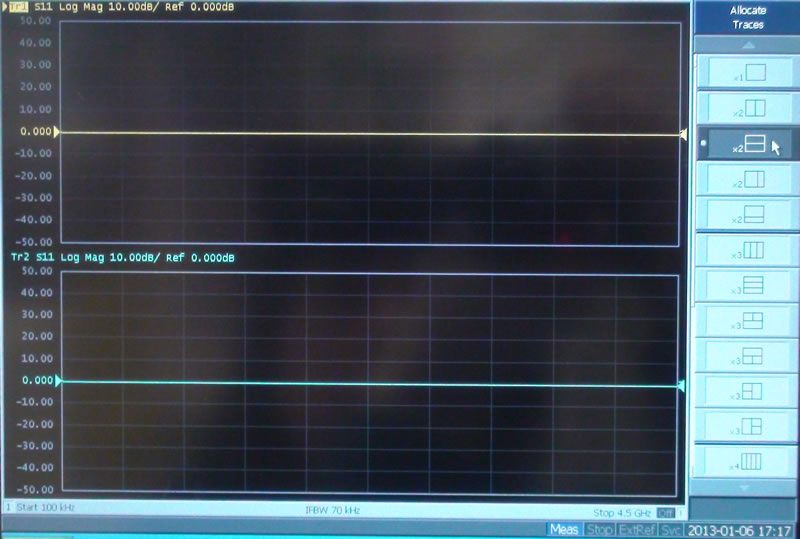 Tr1 S11 Log Mag 10.00dB/ Ref 0.000dB
50.00
40.00
30.00
20.00
10.00
0.000
-10.00
-20.00
-30.00
-40.00
-50.00
Tr2 S11 Log Mag 10.00dB/ Ref 0.000dB
50.00
40.00
30.00
20.00
10.00
0.000
-10.00
-20.00
-30.00
-40.00
-50.00
1 Start 100 kHz IFBW 70 kHz Stop 4.5 GHz Off !
Meas Stop ExtRef Svc 2013-01-06 17:17
Allocate
Traces
x1
x2
x2
x2
x2
x3
x3
x3
x3
x3
x3
x4